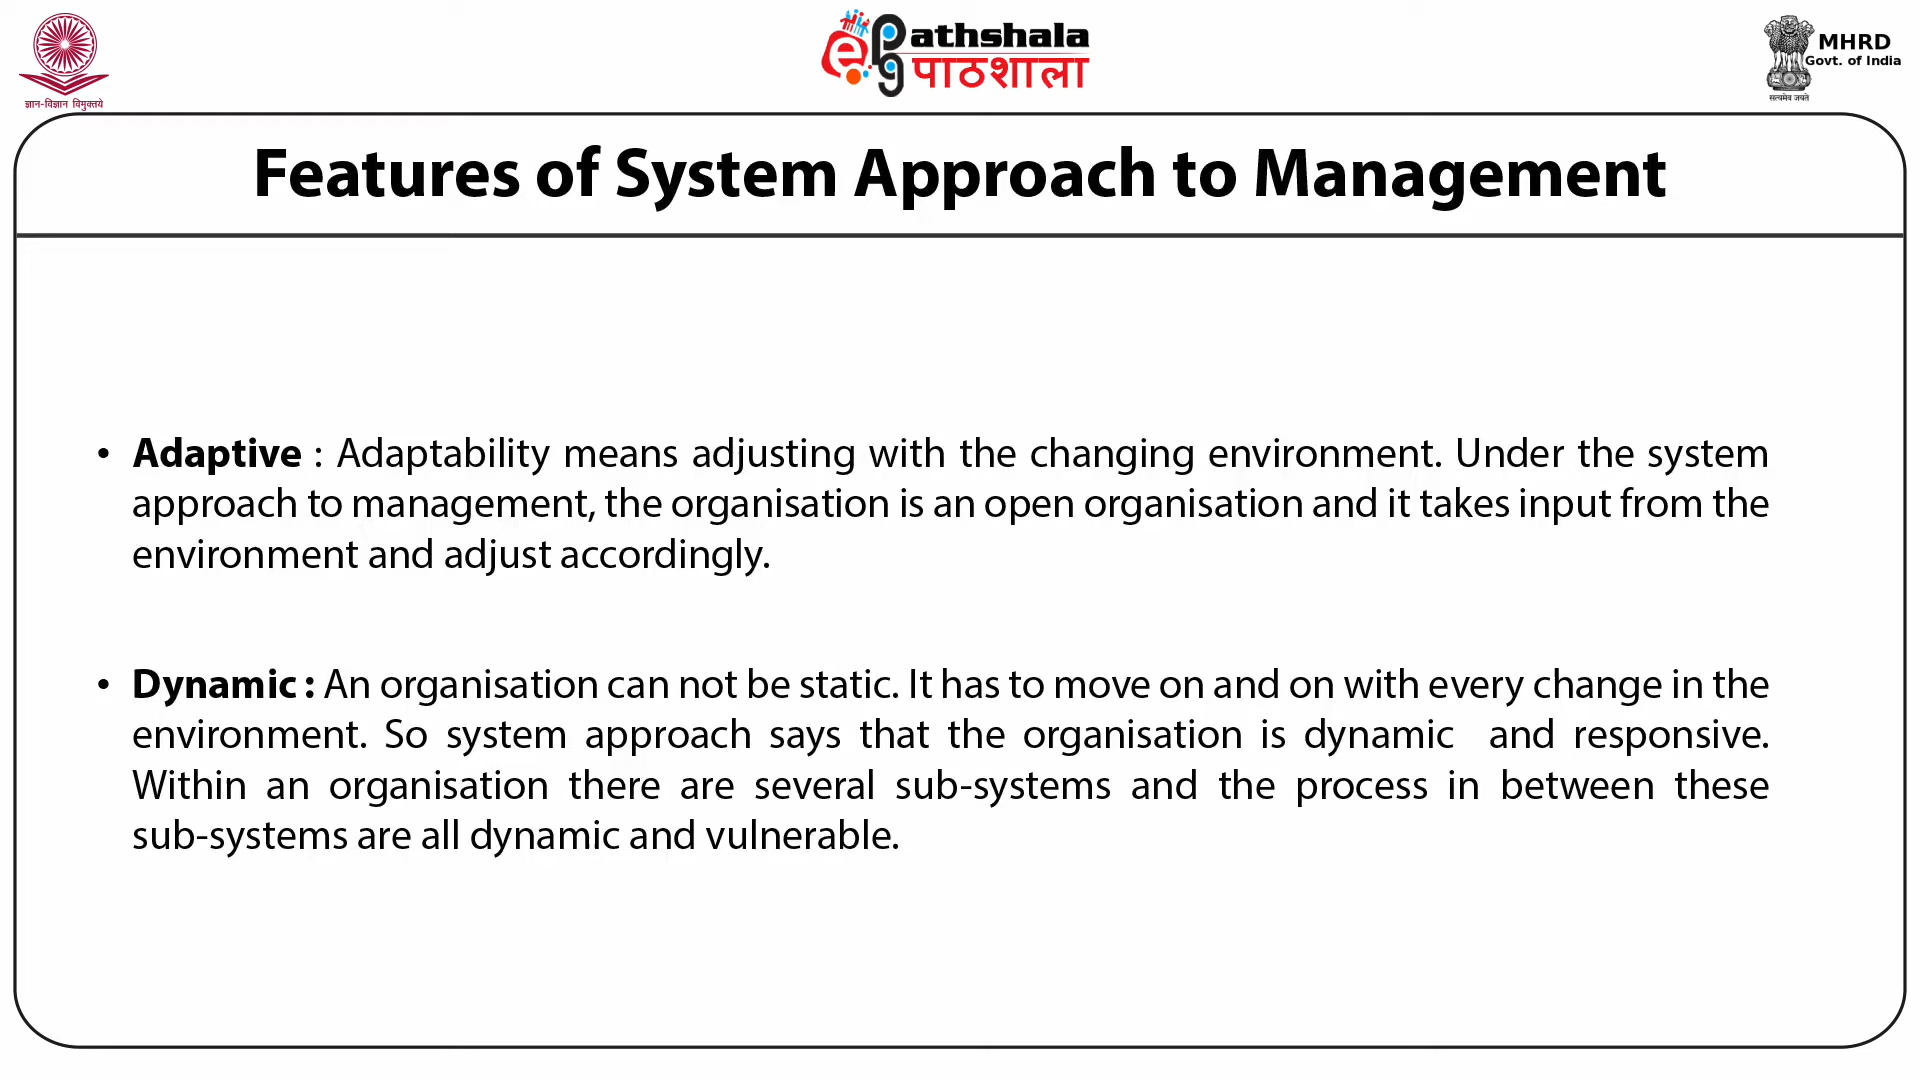 ज्ञान-विज्ञान विमुक्तये
ePG Pathshala
पाठशाला
MHRD
Govt. of India
सत्यमेव जयते
Features of System Approach to Management
• Adaptive : Adaptability means adjusting with the changing environment. Under the system
approach to management, the organisation is an open organisation and it takes input from the
environment and adjust accordingly.
• Dynamic : An organisation can not be static. It has to move on and on with every change in the
environment. So system approach says that the organisation is dynamic and responsive.
Within an organisation there are several sub-systems and the process in between these
sub-systems are all dynamic and vulnerable.